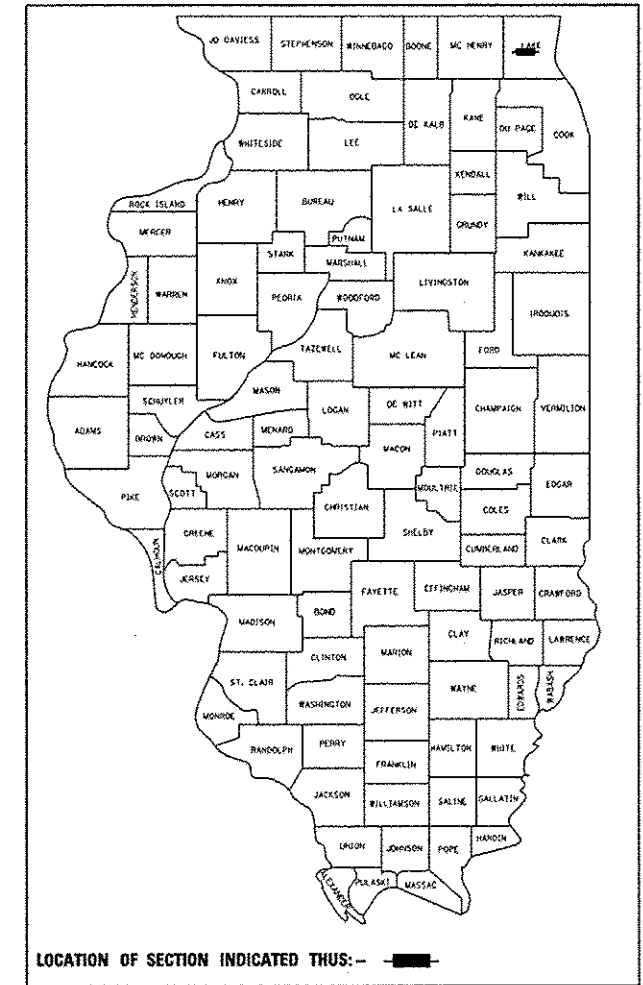 JO DAVIESS STEPHENSON WINNEBAGO BOONE MC HENRY LAKE
CARROLL OGLE DE KALB KANE DU PAGE COOK
WHITESIDE LEE KENDALL WILL
ROCK ISLAND HENRY BUREAU LA SALLE GRUNDY
MERCER PUTNAM KANKAKEE
STARK MARSHALL
HENDERSON WARREN KNOX PEORIA WOODFORD LIVINGSTON IROQUOIS
HANCOCK MC DONOUGH FULTON TAZEWELL MC LEAN FORD
MASON
SCHUYLER LOGAN DE WITT CHAMPAIGN VERMILION
ADAMS BROWN CASS MENARD MACON PIATT
PIKE SCOTT MORGAN SANGAMON CHRISTIAN MOULTRIE DOUGLAS EDGAR
COLES
CALHOUN GREENE MACOUPIN MONTGOMERY SHELBY CUMBERLAND CLARK
JERSEY
FAYETTE EFFINGHAM JASPER CRAWFORD
MADISON BOND
CLAY RICHLAND LAWRENCE
CLINTON MARION
ST. CLAIR WAYNE EDWARDS WABASH
MONROE WASHINGTON JEFFERSON
RANDOLPH PERRY HAMILTON WHITE
FRANKLIN
JACKSON WILLIAMSON SALINE GALLATIN
UNION JOHNSON POPE HARDIN
ALEXANDER PULASKI MASSAC
LOCATION OF SECTION INDICATED THUS:-